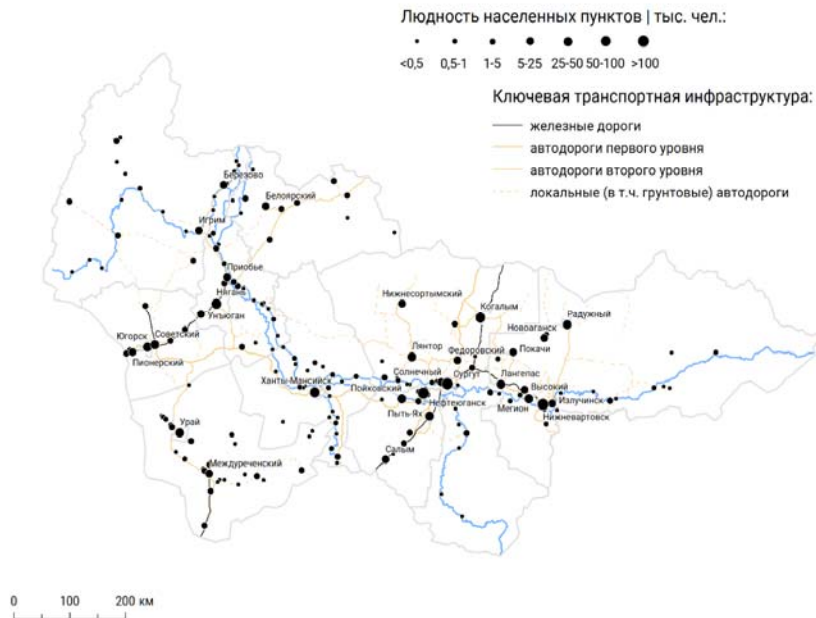 Людность населенных пунктов | тыс. чел.:
<0,5 0,5-1 1-5 5-25 25-50 50-100 >100
Ключевая транспортная инфраструктура:
железные дороги
автодороги первого уровня
автодороги второго уровня
локальные (в т.ч. грунтовые) автодороги
Березово
Белоярский
Игрим
Приобье
Нягань
Унъюган
Югорск
Советский
Пионерский
Нижнесортымский
Когалым
Радужный
Новоаганск
Лянтор
Федоровский
Покачи
Солнечный
Сургут
Лангепас
Высокий
Ханты-Мансийск
Пойковский
Нефтеюганск
Мегион
Излучинск
Пыть-Ях
Нижневартовск
Урай
Салым
Междуреченский
0 100 200 км